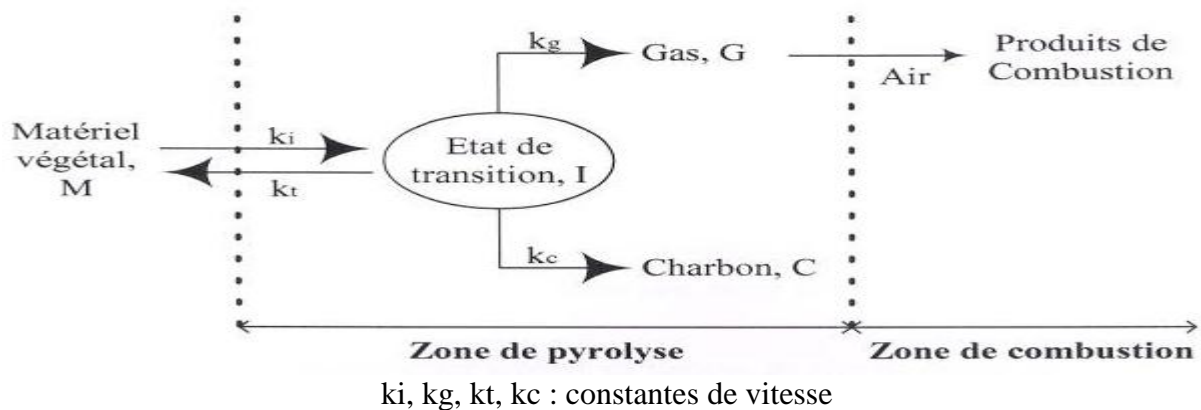 Matériel
végétal,
M
ki
kt
Etat de
transition, I
kg
Gas, G
kc
Charbon, C
Air
Produits de
Combustion
Zone de pyrolyse
Zone de combustion
ki, kg, kt, kc : constantes de vitesse